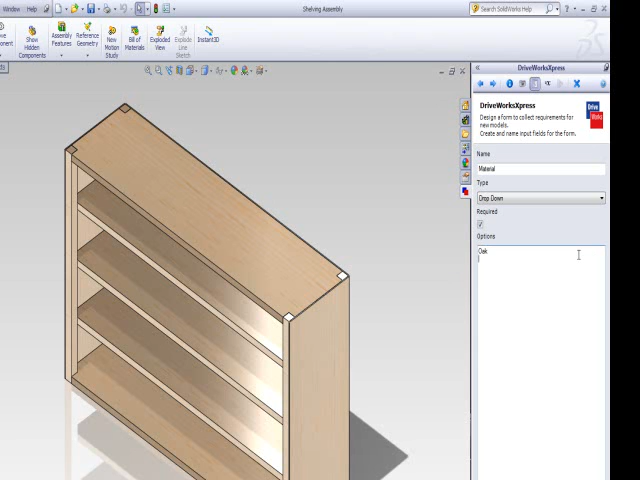 Window Help
Shelving Assembly
Search SolidWorks Help
Show Hidden Components
Assembly Features
Reference Geometry
New Motion Study
Bill of Materials
Exploded View
Explode Line Sketch
Instant3D
DriveWorksXpress
DriveWorksXpress
Design a form to collect requirements for
new models.
Create and name input fields for the form.
Drive
Works
Name
Material
Type
Drop Down
Required
Options
Oak